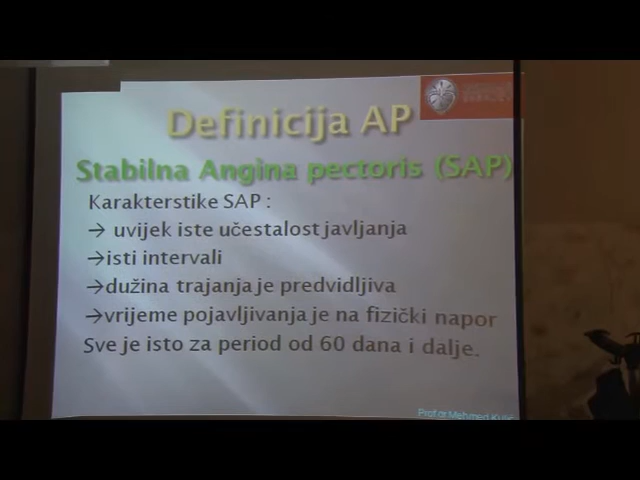 Definicija AP
Stabilna Angina pectoris (SAP)
Karakterstike SAP :
→ uvijek iste učestalost javljanja
→isti intervali
→dužina trajanja je predvidljiva
→vrijeme pojavljivanja je na fizički napor
Sve je isto za period od 60 dana i dalje.
Prof.dr.Mehmed Kulić